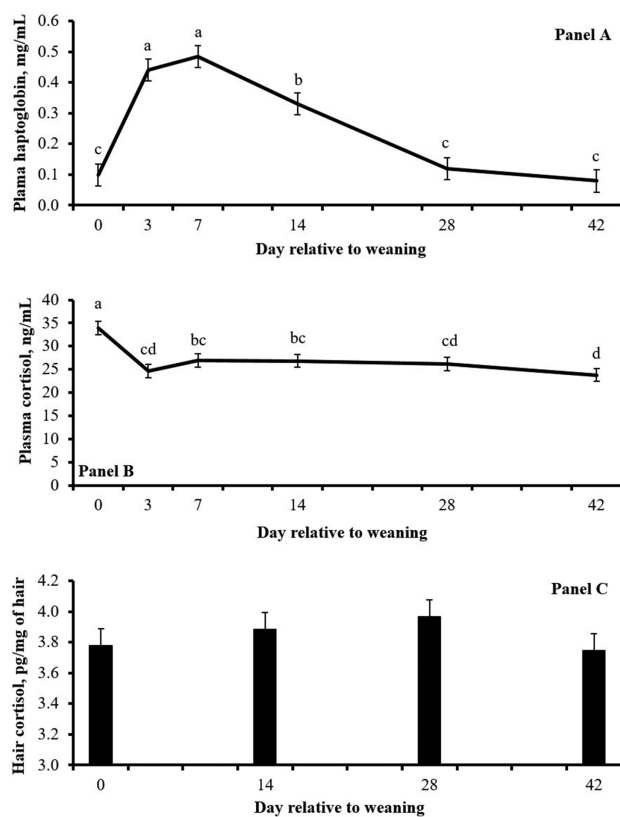 Panel A
Plama haptoglobin, mg/mL
0.6
0.5
0.4
0.3
0.2
0.1
0.0
c
a
a
b
c
c
0 3 7 14 28 42
Day relative to weaning
Plasma cortisol, ng/mL
40
35
30
25
20
15
10
5
0
a
cd
bc
bc
cd
d
Panel B
0 3 7 14 28 42
Day relative to weaning
Panel C
Hair cortisol, pg/mg of hair
4.2
4.0
3.8
3.6
3.4
3.2
3.0
0 14 28 42
Day relative to weaning